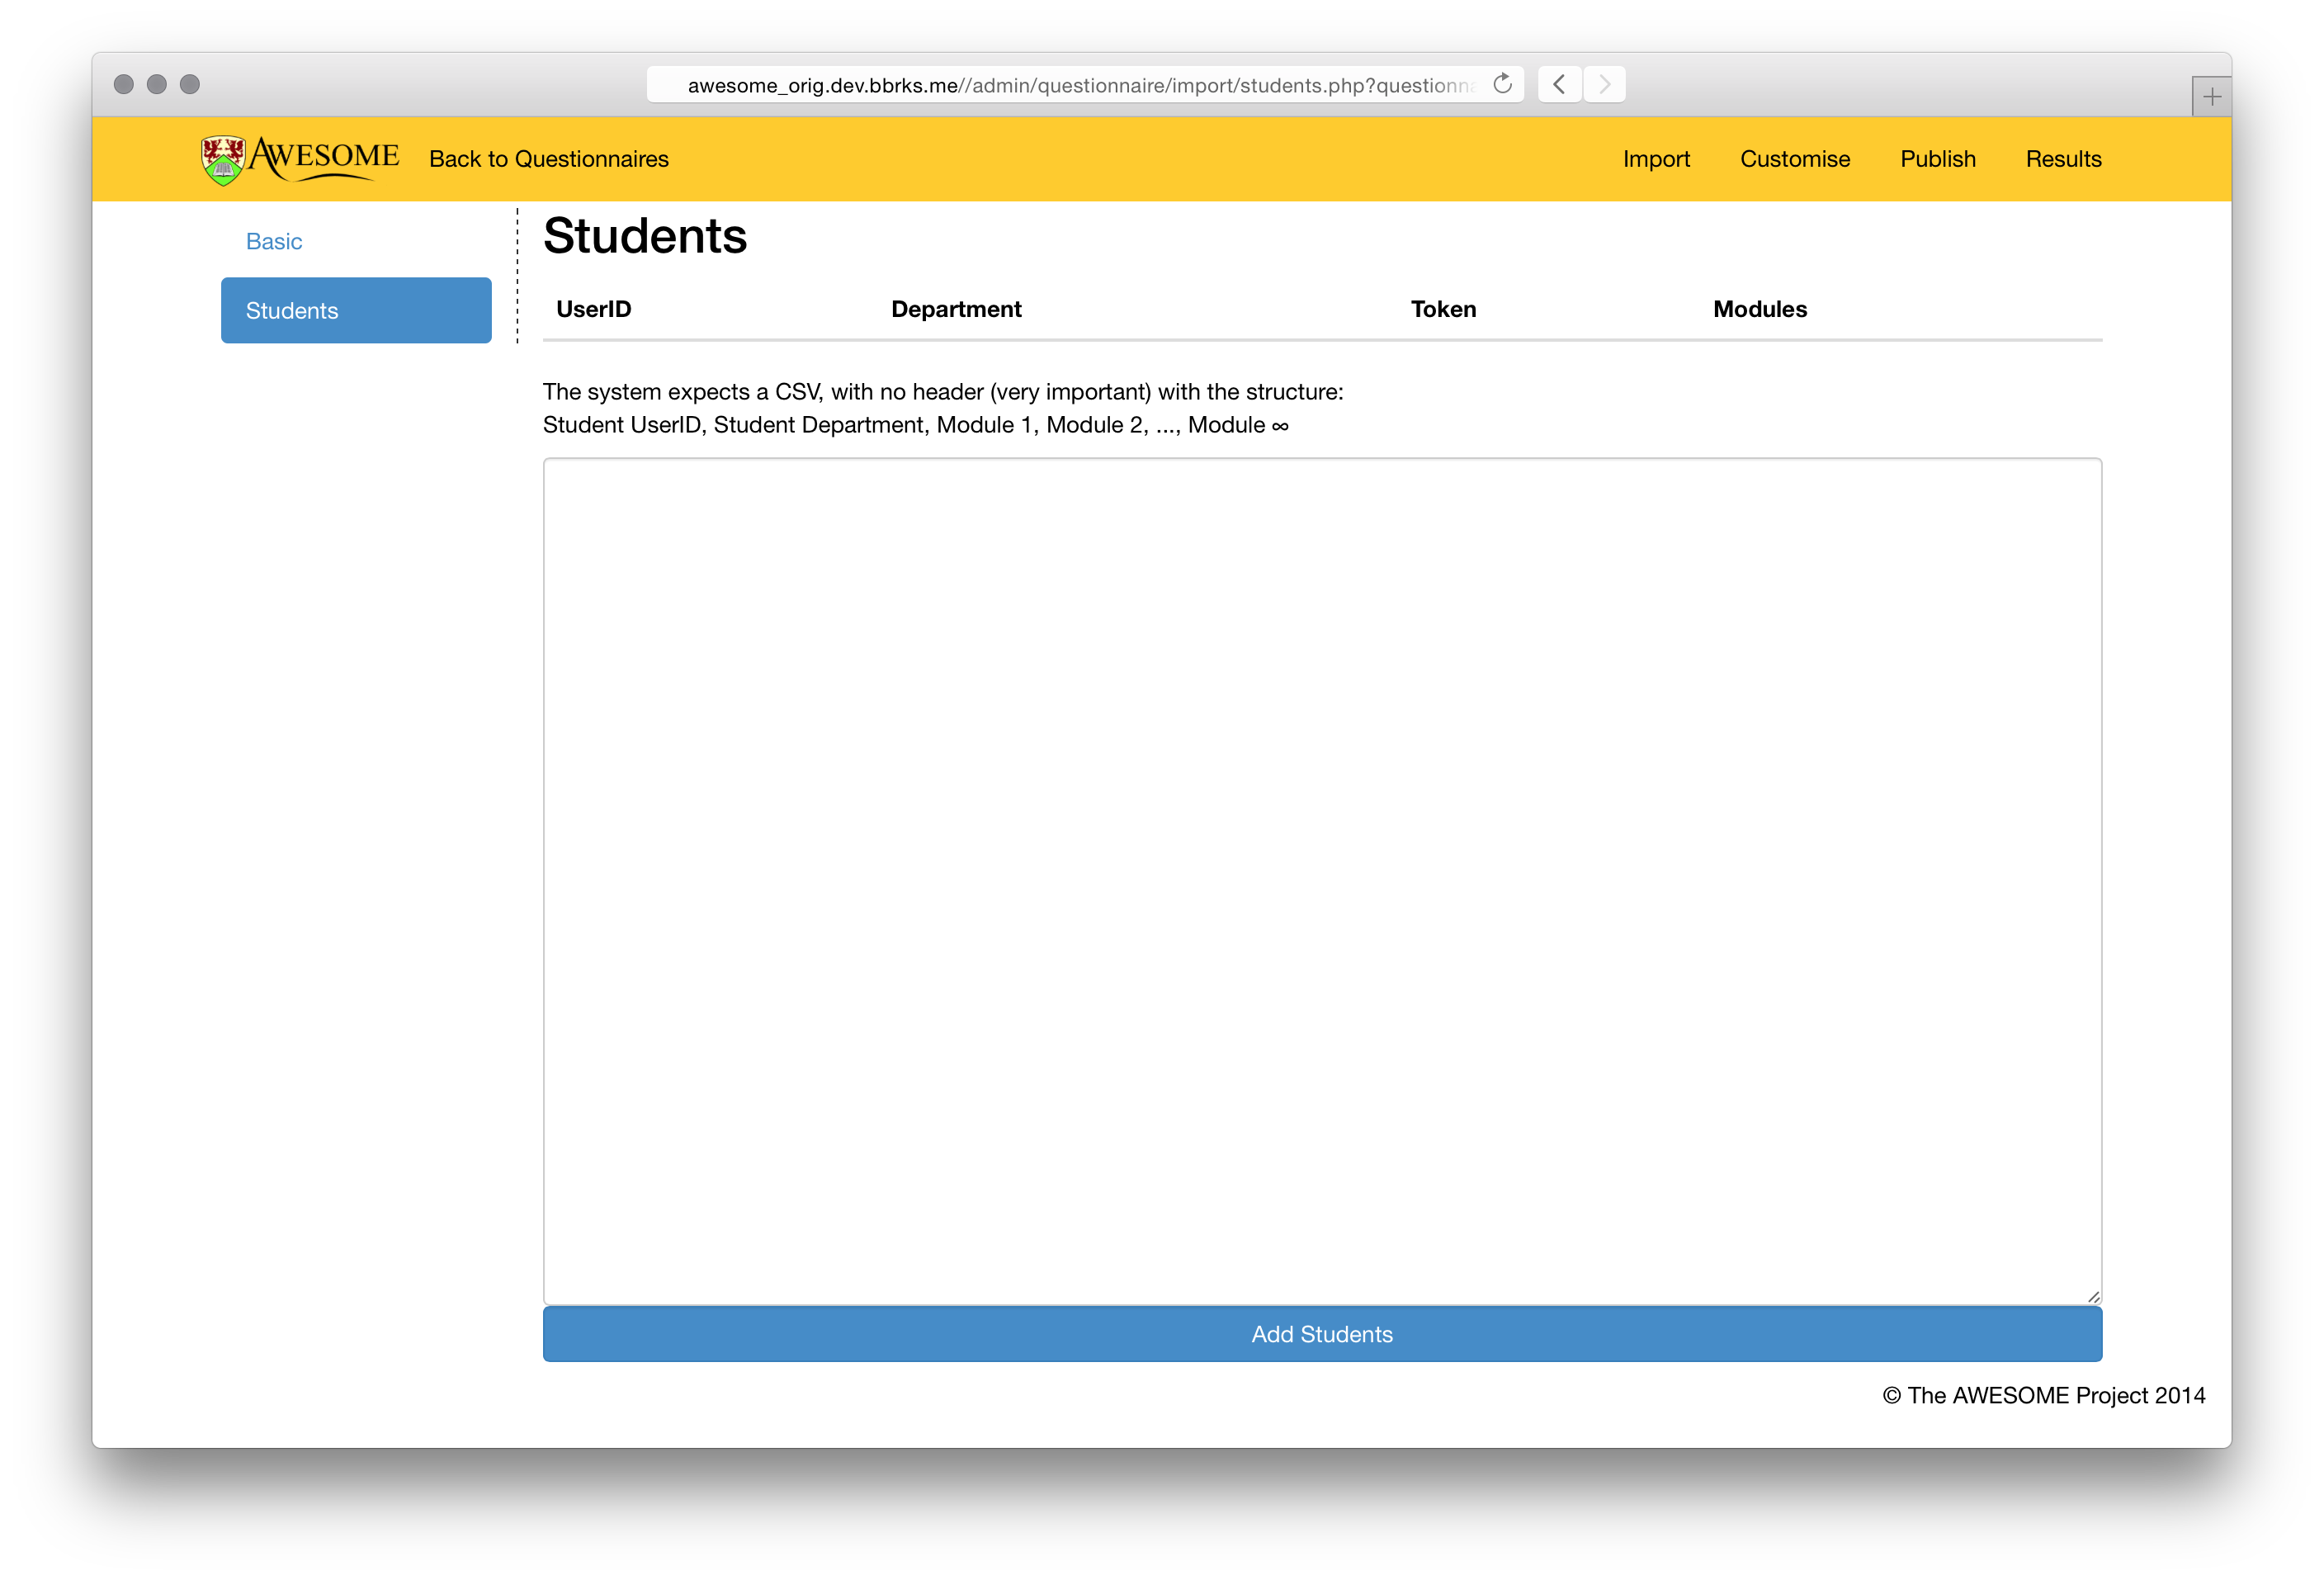 awesome_orig.dev.bbrks.me//admin/questionnaire/import/students.php?questionna
AWESOME Back to Questionnaires Import Customise Publish Results
Basic
Students
Students
UserID Department Token Modules
The system expects a CSV, with no header (very important) with the structure:
Student UserID, Student Department, Module 1, Module 2, ..., Module ∞
Add Students
© The AWESOME Project 2014